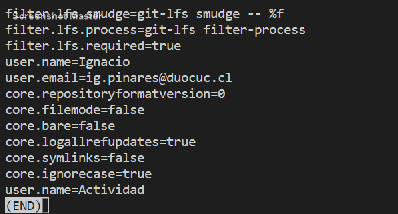 filter.lfs.smudge=git-lfs smudge -- %f
filter.lfs.process=git-lfs filter-process
filter.lfs.required=true
user.name=Ignacio
user.email=ig.pinares@duocuc.cl
core.repositoryformatversion=0
core.filemode=false
core.bare=false
core.logallrefupdates=true
core.symlinks=false
core.ignorecase=true
user.name=Actividad
(END)